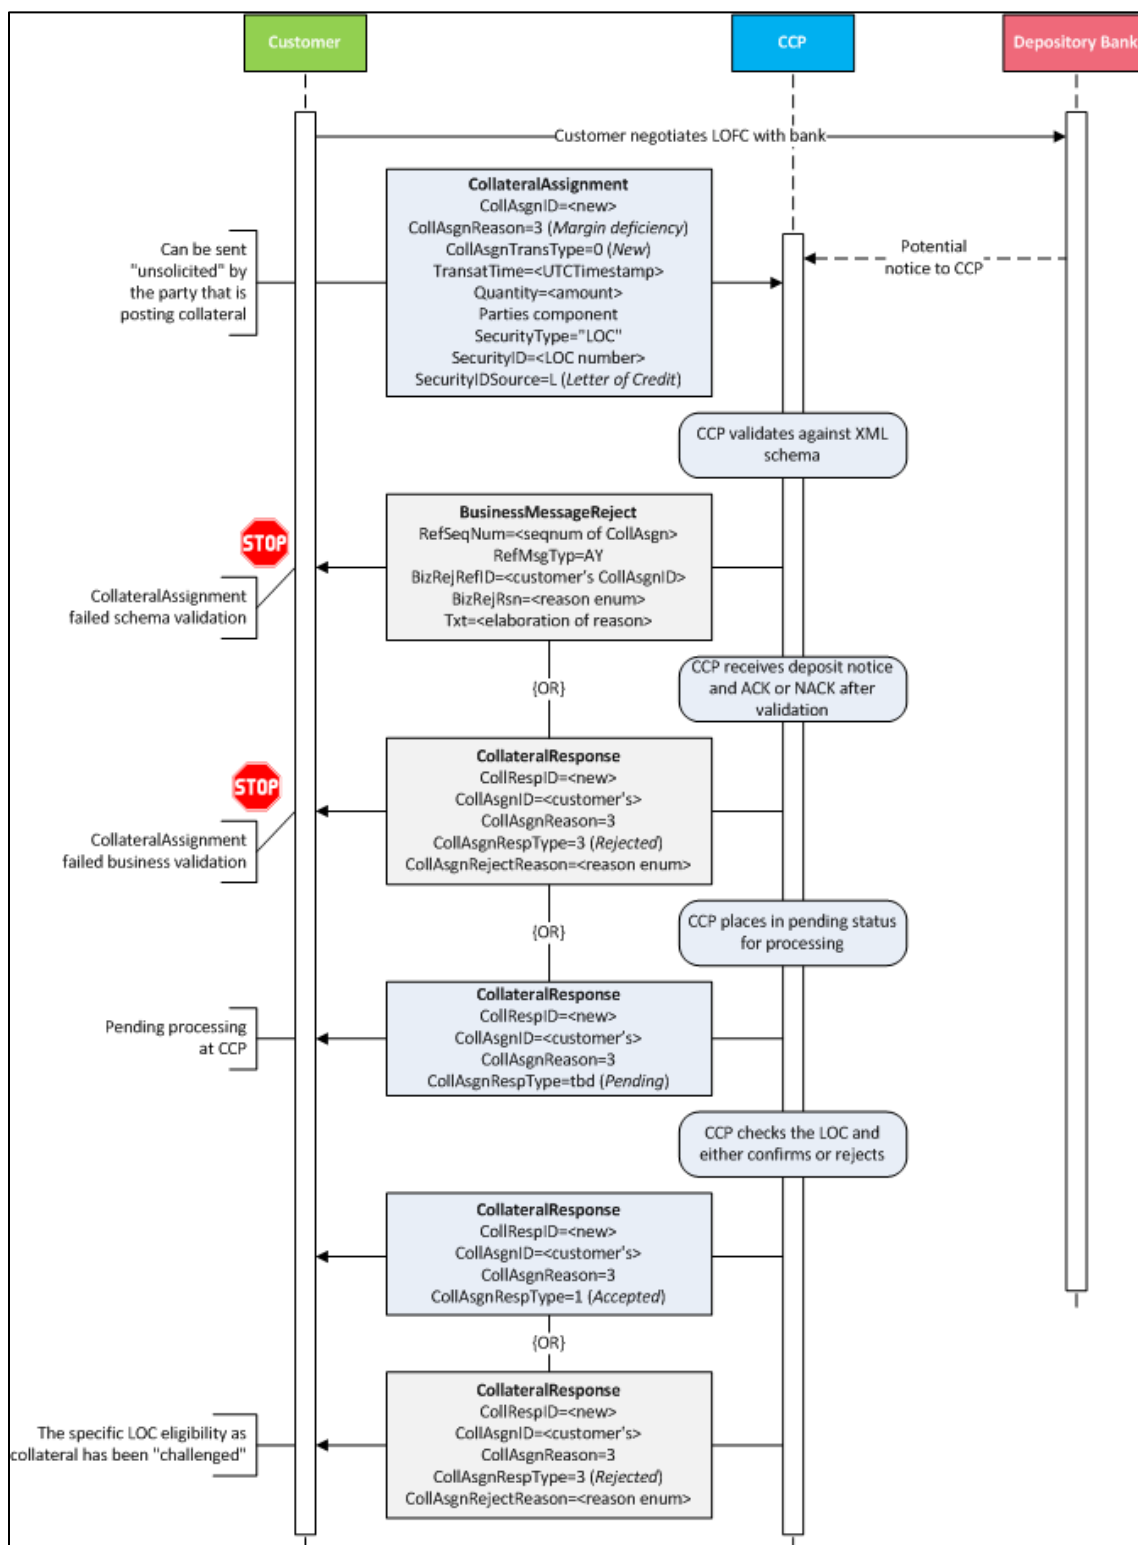 Customer
CCP
Depository Bank
Customer negotiates LOFC with bank
CollateralAssignment
CollAsgnID=<new>
CollAsgnReason=3 (Margin deficiency)
CollAsgnTransType=0 (New)
TransatTime=<UTCTimestamp>
Quantity=<amount>
Parties component
SecurityType="LOC"
SecurityID=<LOC number>
SecurityIDSource=L (Letter of Credit)
Can be sent
"unsolicited" by
the party that is
posting collateral
Potential
notice to CCP
CCP validates against XML
schema
STOP
BusinessMessageReject
RefSeqNum=<seqnum of CollAsgn>
RefMsgTyp=AY
BizRejRefID=<customer's CollAsgnID>
BizRejRsn=<reason enum>
Txt=<elaboration of reason>
CollateralAssignment
failed schema validation
{OR}
CCP receives deposit notice
and ACK or NACK after
validation
STOP
CollateralResponse
CollRespID=<new>
CollAsgnID=<customer's>
CollAsgnReason=3
CollAsgnRespType=3 (Rejected)
CollAsgnRejectReason=<reason enum>
CollateralAssignment
failed business validation
{OR}
CCP places in pending status
for processing
CollateralResponse
CollRespID=<new>
CollAsgnID=<customer's>
CollAsgnReason=3
CollAsgnRespType=tbd (Pending)
Pending processing
at CCP
CCP checks the LOC and
either confirms or rejects
CollateralResponse
CollRespID=<new>
CollAsgnID=<customer's>
CollAsgnReason=3
CollAsgnRespType=1 (Accepted)
{OR}
CollateralResponse
CollRespID=<new>
CollAsgnID=<customer's>
CollAsgnReason=3
CollAsgnRespType=3 (Rejected)
CollAsgnRejectReason=<reason enum>
The specific LOC eligibility as
collateral has been "challenged"